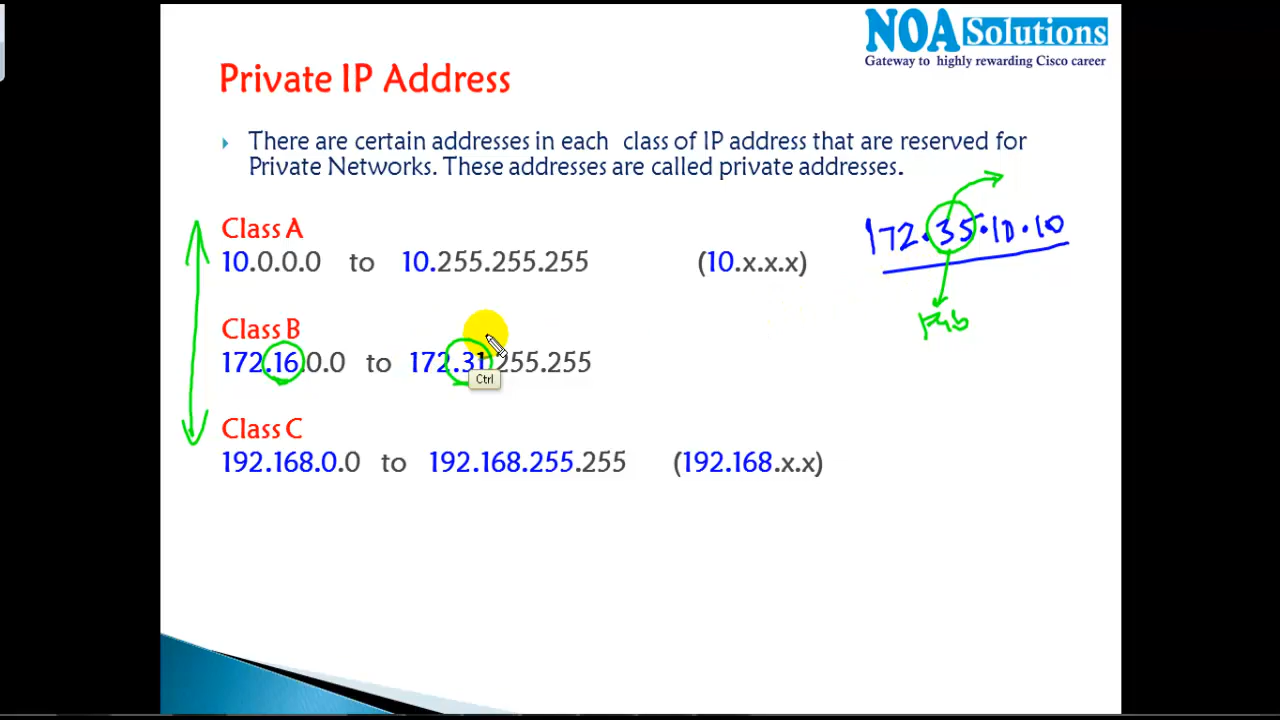 NOA Solutions
Gateway to highly rewarding Cisco career
Private IP Address
There are certain addresses in each class of IP address that are reserved for
Private Networks. These addresses are called private addresses.
172.35.10.10
Class A
10.0.0.0 to 10.255.255.255 (10.x.x.x)
Pub
Class B
172.16.0.0 to 172.31.255.255
Ctrl
Class C
192.168.0.0 to 192.168.255.255 (192.168.x.x)